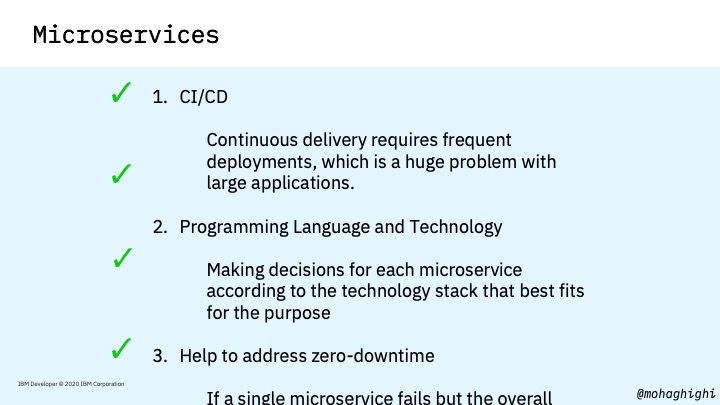 Microservices
✓ 1. CI/CD
Continuous delivery requires frequent
deployments, which is a huge problem with
✓
large applications.
2. Programming Language and Technology
✓
Making decisions for each microservice
according to the technology stack that best fits
for the purpose
✓ 3. Help to address zero-downtime
If a single microservice fails but the overall
IBM Developer © 2020 IBM Corporation
@mohaghighi